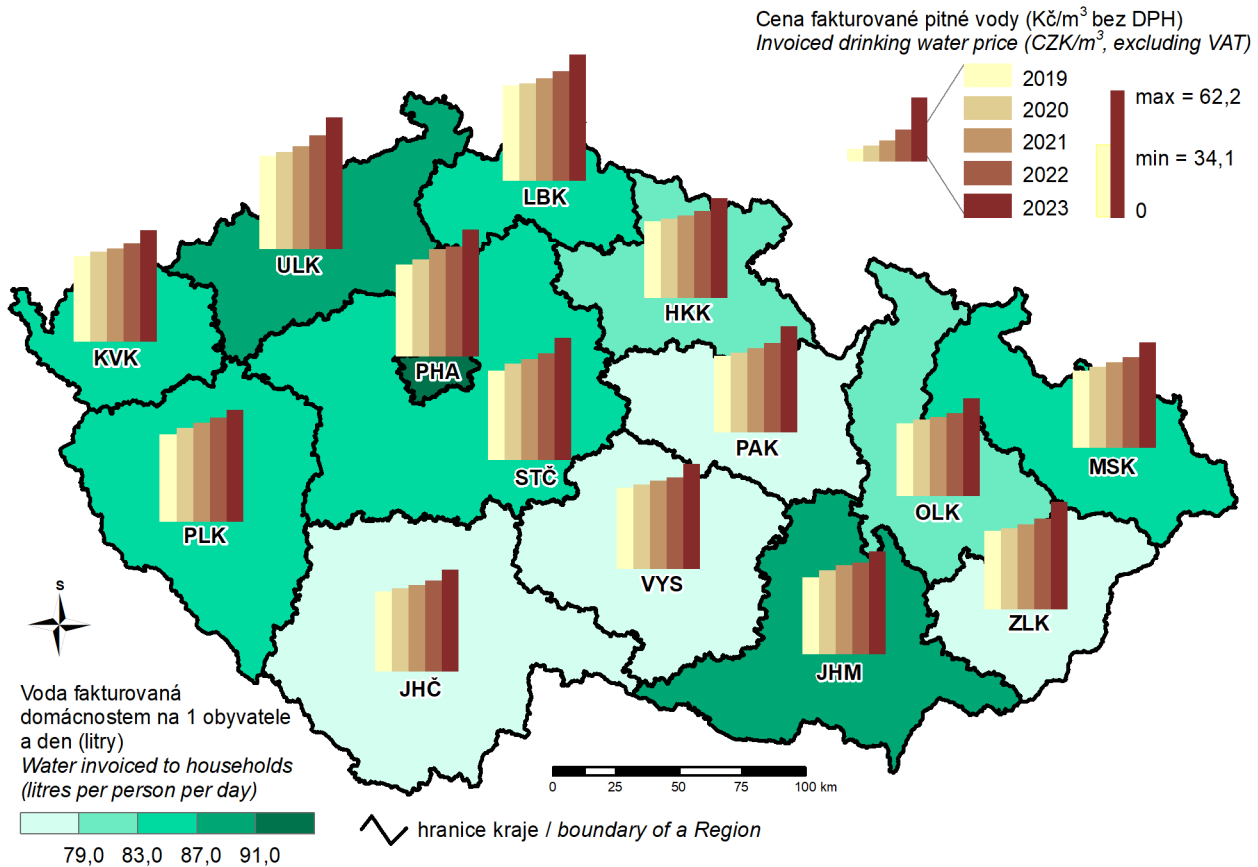 Cena fakturované pitné vody (Kč/m³ bez DPH)
Invoiced drinking water price (CZK/m³, excluding VAT)
2019
2020
2021
2022
2023
max = 62,2
min = 34,1
0
LBK
ULK
HKK
KVK
PHA
PAK
MSK
STČ
OLK
PLK
VYS
ZLK
JHM
JHČ
s
Voda fakturovaná
domácnostem na 1 obyvatele
a den (litry)
Water invoiced to households
(litres per person per day)
79,0 83,0 87,0 91,0
0 25 50 75 100 km
hranice kraje / boundary of a Region